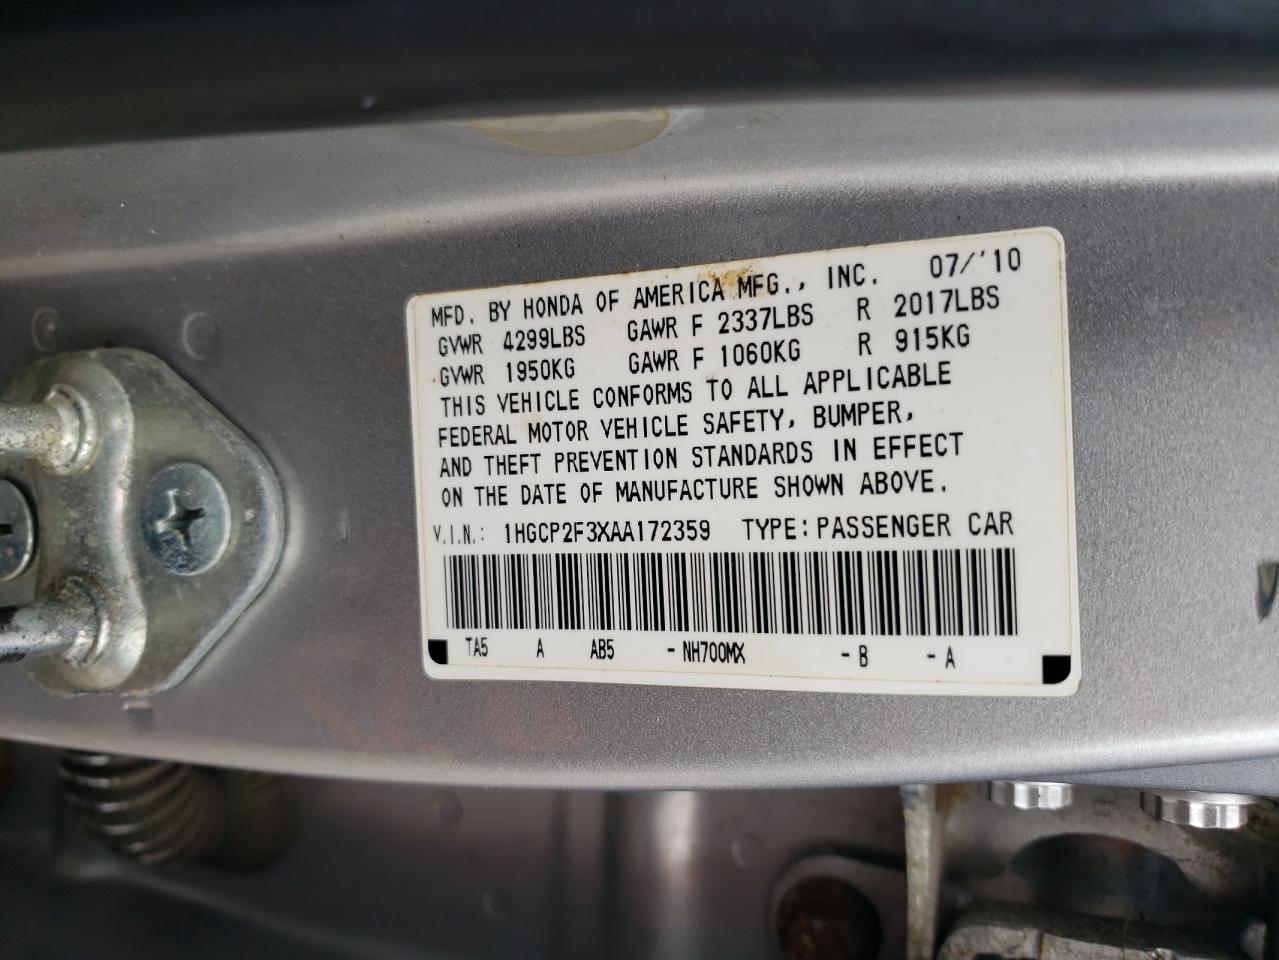 MFD. BY HONDA OF AMERICA MFG., INC. 07/'10
GVWR 4299LBS GAWR F 2337LBS R 2017LBS
GVWR 1950KG GAWR F 1060KG R 915KG
THIS VEHICLE CONFORMS TO ALL APPLICABLE
FEDERAL MOTOR VEHICLE SAFETY, BUMPER,
AND THEFT PREVENTION STANDARDS IN EFFECT
ON THE DATE OF MANUFACTURE SHOWN ABOVE.
V.I.N.: 1HGCP2F3XAA172359 TYPE: PASSENGER CAR
TA5 A AB5 -NH700MX -B -A